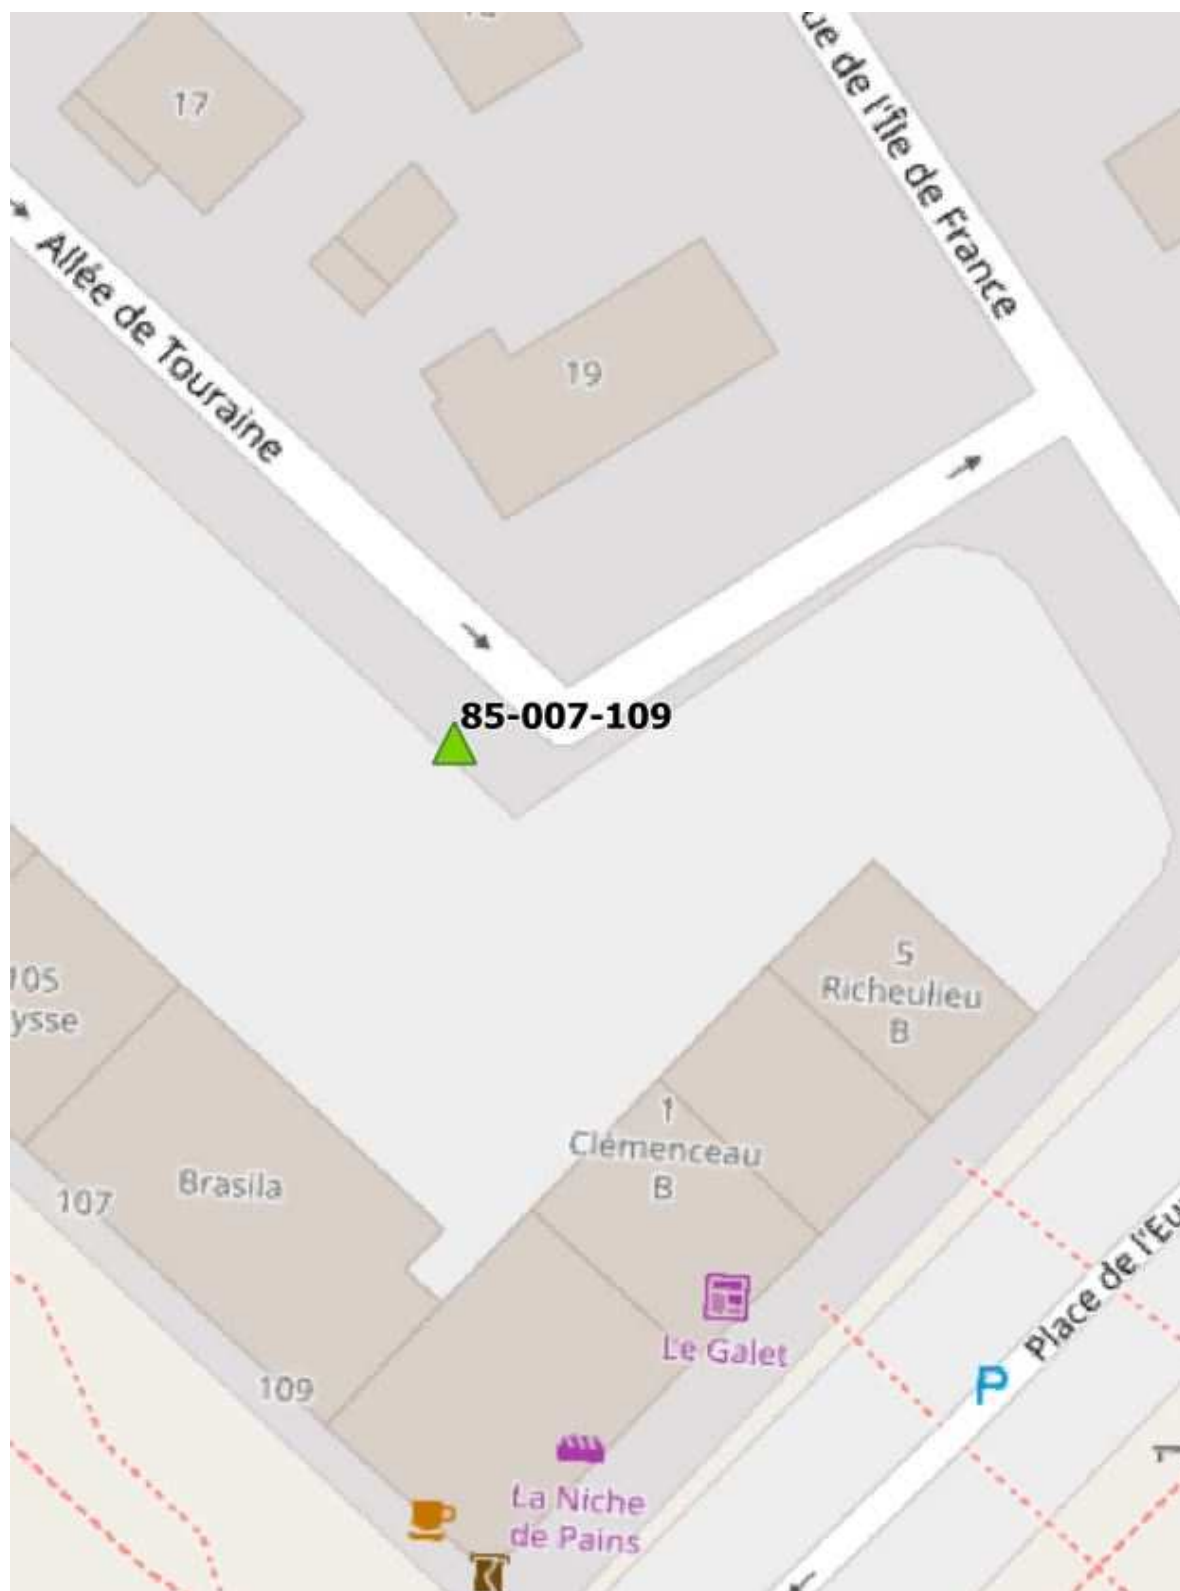 17
ue de l'Île de France
Allée de Touraine
19
85-007-109
105
ysse
5
Richeulieu
B
1
Clémenceau
B
Brasila
107
Le Galet
Place de l'Eu
109
P
La Niche
de Pains